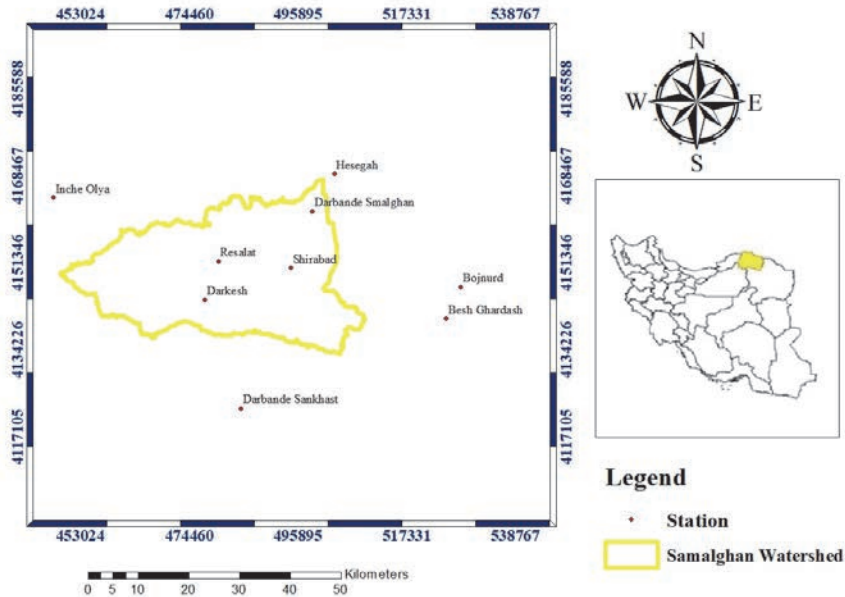 453024 474460 495895 517331 538767
4185588 4185588
4168467 4168467
4151346 4151346
4134226 4134226
4117105 4117105
Hesegah
Inche Olya
Darbande Smalghan
Resalat
Shirabad
Bojnurd
Darkesh
Besh Ghardash
Darbande Sankhast
453024 474460 495895 517331 538767
Kilometers
0 5 10 20 30 40 50
N
W E
S
Legend
Station
Samalghan Watershed